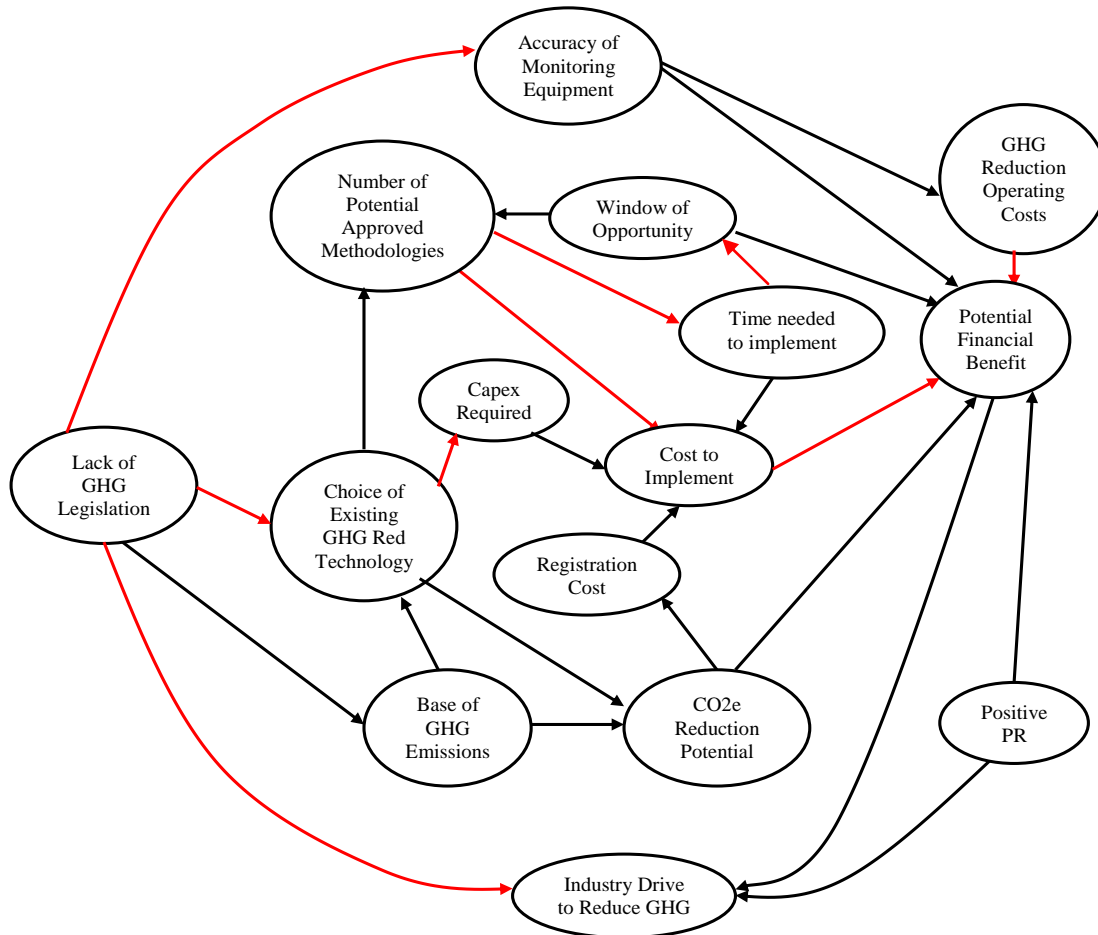 Accuracy of
Monitoring
Equipment
GHG
Reduction
Operating
Costs
Number of
Potential
Approved
Methodologies
Window of
Opportunity
Time needed
to implement
Potential
Financial
Benefit
Capex
Required
Lack of
GHG
Legislation
Choice of
Existing
GHG Red
Technology
Cost to
Implement
Registration
Cost
Base of
GHG
Emissions
CO2e
Reduction
Potential
Positive
PR
Industry Drive
to Reduce GHG